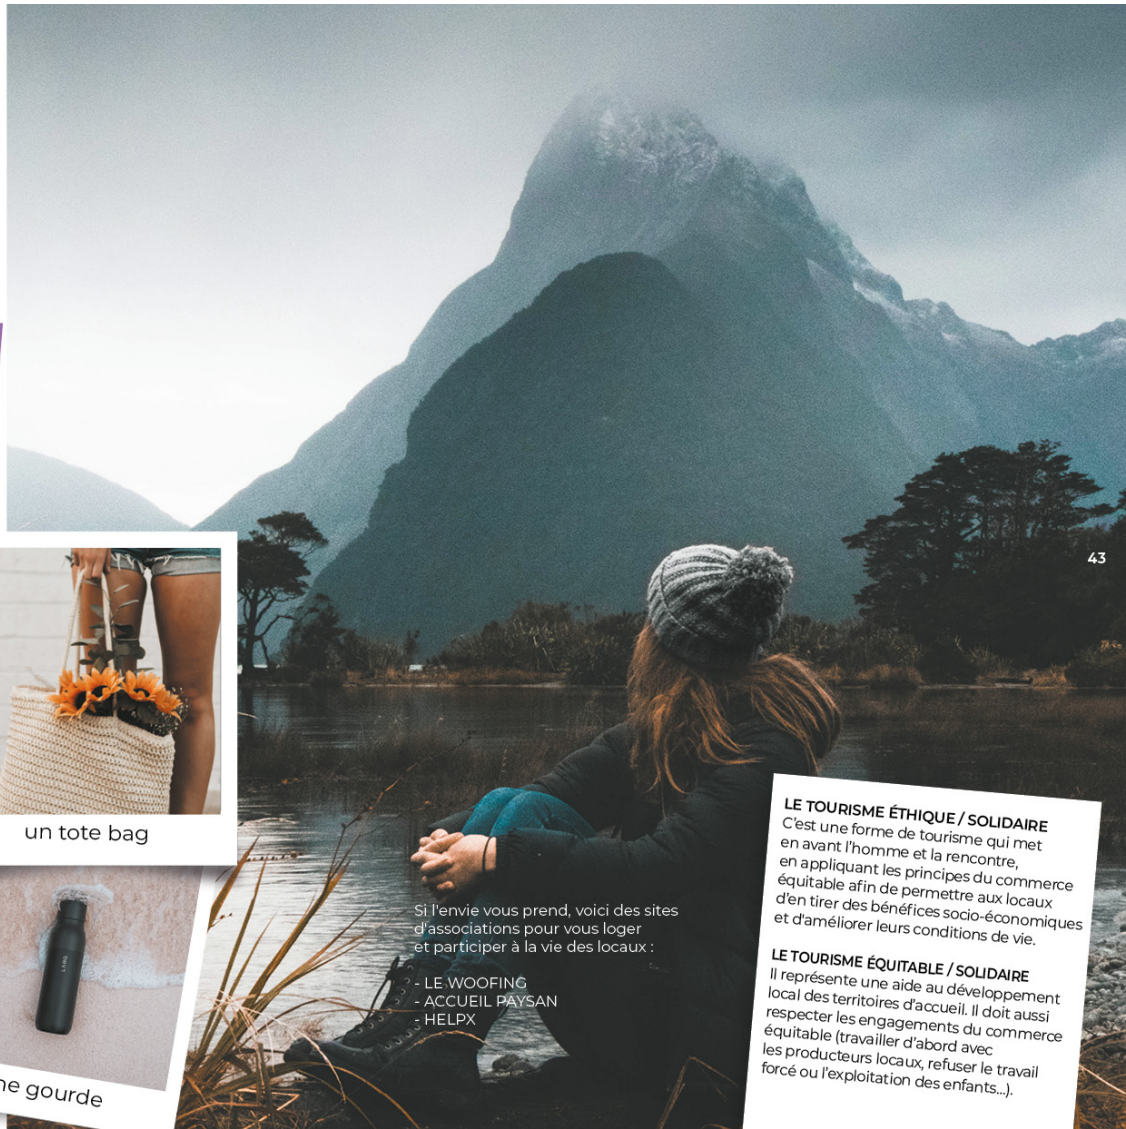 43
un tote bag
LARQ
ne gourde
Si l'envie vous prend, voici des sites
d'associations pour vous loger
et participer à la vie des locaux :
- LE WOOFING
- ACCUEIL PAYSAN
- HELPX
LE TOURISME ÉTHIQUE / SOLIDAIRE
C'est une forme de tourisme qui met
en avant l'homme et la rencontre,
en appliquant les principes du commerce
équitable afin de permettre aux locaux
d'en tirer des bénéfices socio-économiques
et d'améliorer leurs conditions de vie.
LE TOURISME ÉQUITABLE / SOLIDAIRE
Il représente une aide au développement
local des territoires d'accueil. Il doit aussi
respecter les engagements du commerce
équitable (travailler d'abord avec
les producteurs locaux, refuser le travail
forcé ou l'exploitation des enfants...).